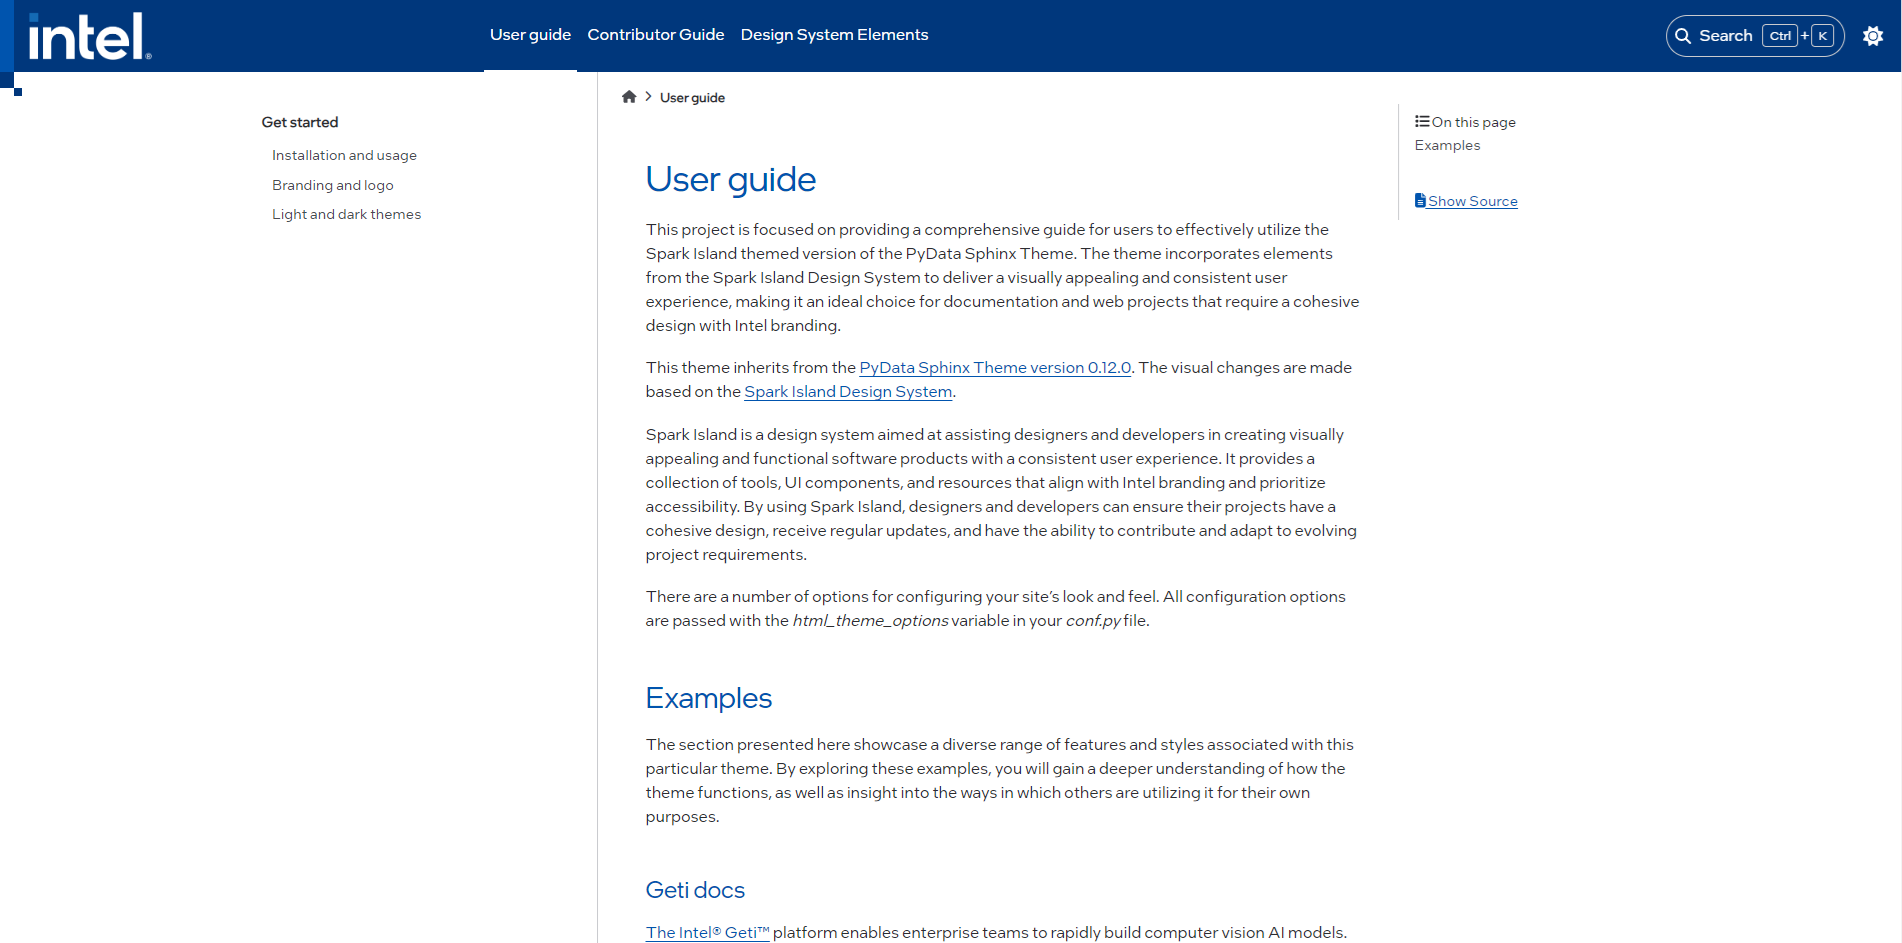 intel®
User guide Contributor Guide Design System Elements
Search Ctrl + K
Get started
Installation and usage
Branding and logo
Light and dark themes
User guide
User guide
This project is focused on providing a comprehensive guide for users to effectively utilize the
Spark Island themed version of the PyData Sphinx Theme. The theme incorporates elements
from the Spark Island Design System to deliver a visually appealing and consistent user
experience, making it an ideal choice for documentation and web projects that require a cohesive
design with Intel branding.
This theme inherits from the PyData Sphinx Theme version 0.12.0. The visual changes are made
based on the Spark Island Design System.
Spark Island is a design system aimed at assisting designers and developers in creating visually
appealing and functional software products with a consistent user experience. It provides a
collection of tools, UI components, and resources that align with Intel branding and prioritize
accessibility. By using Spark Island, designers and developers can ensure their projects have a
cohesive design, receive regular updates, and have the ability to contribute and adapt to evolving
project requirements.
There are a number of options for configuring your site’s look and feel. All configuration options
are passed with the html_theme_options variable in your conf.py file.
Examples
The section presented here showcase a diverse range of features and styles associated with this
particular theme. By exploring these examples, you will gain a deeper understanding of how the
theme functions, as well as insight into the ways in which others are utilizing it for their own
purposes.
Geti docs
The Intel® Geti™ platform enables enterprise teams to rapidly build computer vision AI models.
On this page
Examples
Show Source